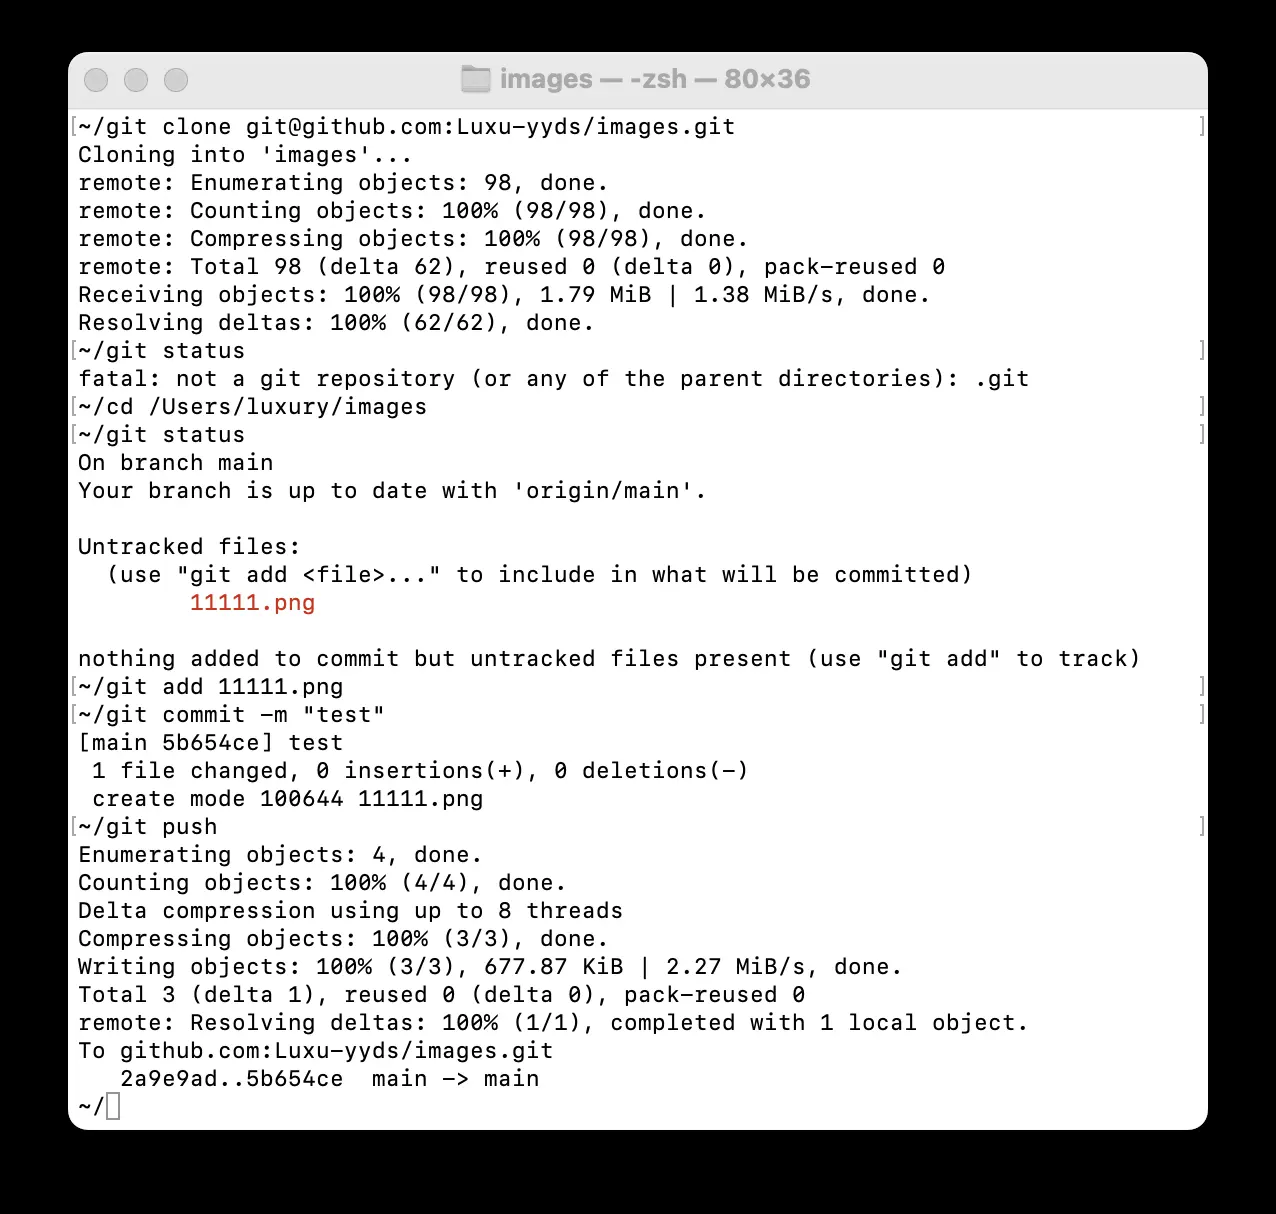 images — -zsh — 80×36
[~/git clone git@github.com:Luxu-yyds/images.git ]
Cloning into 'images'...
remote: Enumerating objects: 98, done.
remote: Counting objects: 100% (98/98), done.
remote: Compressing objects: 100% (98/98), done.
remote: Total 98 (delta 62), reused 0 (delta 0), pack-reused 0
Receiving objects: 100% (98/98), 1.79 MiB | 1.38 MiB/s, done.
Resolving deltas: 100% (62/62), done.
[~/git status ]
fatal: not a git repository (or any of the parent directories): .git
[~/cd /Users/luxury/images ]
[~/git status ]
On branch main
Your branch is up to date with 'origin/main'.

Untracked files:
  (use "git add <file>..." to include in what will be committed)
        11111.png

nothing added to commit but untracked files present (use "git add" to track)
[~/git add 11111.png ]
[~/git commit -m "test" ]
[main 5b654ce] test
 1 file changed, 0 insertions(+), 0 deletions(-)
 create mode 100644 11111.png
[~/git push ]
Enumerating objects: 4, done.
Counting objects: 100% (4/4), done.
Delta compression using up to 8 threads
Compressing objects: 100% (3/3), done.
Writing objects: 100% (3/3), 677.87 KiB | 2.27 MiB/s, done.
Total 3 (delta 1), reused 0 (delta 0), pack-reused 0
remote: Resolving deltas: 100% (1/1), completed with 1 local object.
To github.com:Luxu-yyds/images.git
   2a9e9ad..5b654ce  main -> main
~/